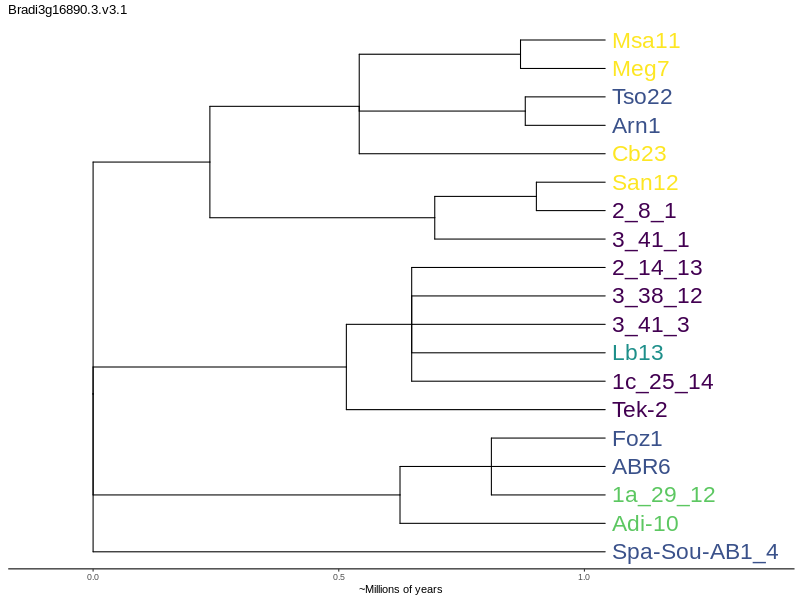 Bradi3g16890.3.v3.1
Msa11
Meg7
Tso22
Arn1
Cb23
San12
2_8_1
3_41_1
2_14_13
3_38_12
3_41_3
Lb13
1c_25_14
Tek-2
Foz1
ABR6
1a_29_12
Adi-10
Spa-Sou-AB1_4
0.0 0.5 1.0
~Millions of years